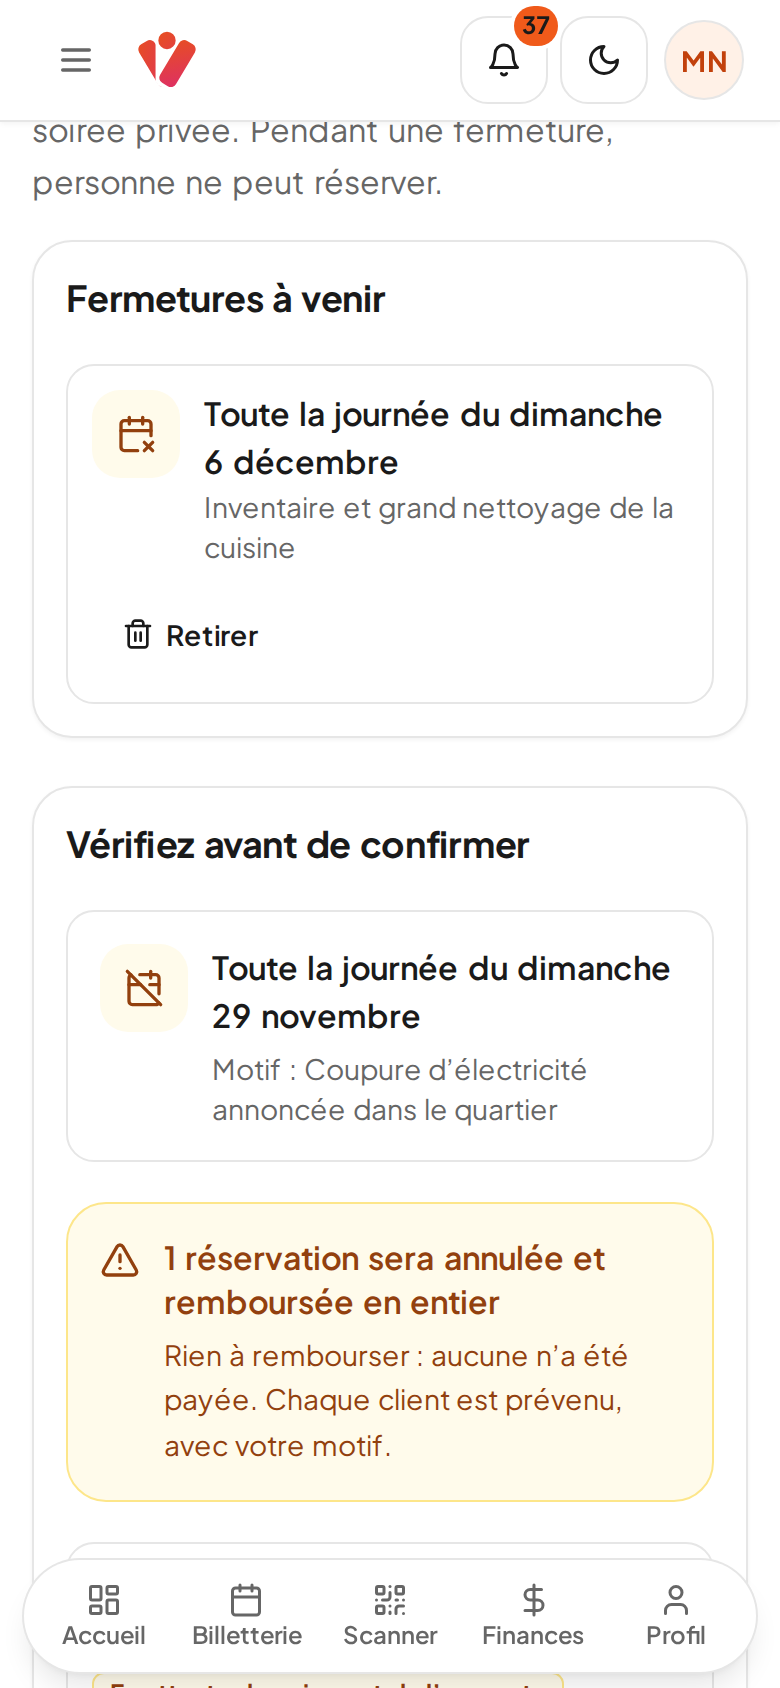 37
MN
soirée privée. Pendant une fermeture,
personne ne peut réserver.
Fermetures à venir
Toute la journée du dimanche
6 décembre
Inventaire et grand nettoyage de la
cuisine
Retirer
Vérifiez avant de confirmer
Toute la journée du dimanche
29 novembre
Motif : Coupure d’électricité
annoncée dans le quartier
1 réservation sera annulée et
remboursée en entier
Rien à rembourser : aucune n’a été
payée. Chaque client est prévenu,
avec votre motif.
Accueil
Billetterie
Scanner
Finances
Profil